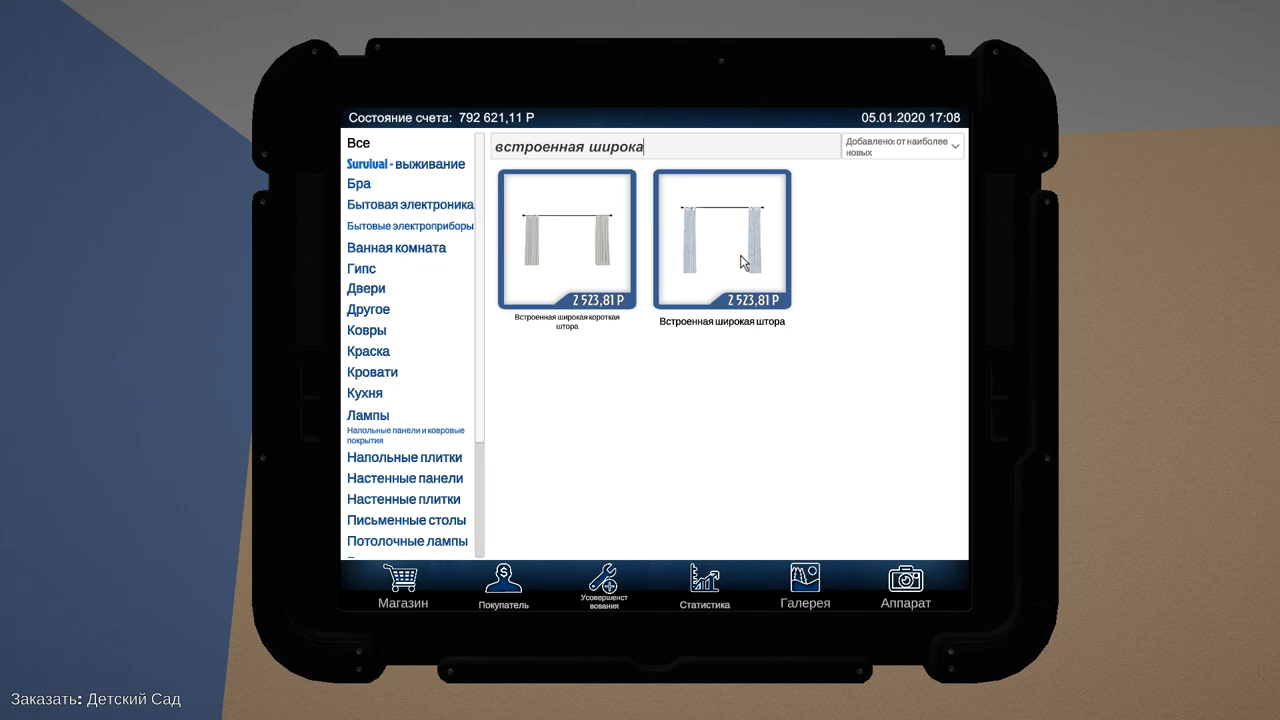 Состояние счета: 792 621,11 Р
05.01.2020 17:08
Все
Survival - выживание
Бра
Бытовая электроника
Бытовые электроприборы
Ванная комната
Гипс
Двери
Другое
Ковры
Краска
Кровати
Кухня
Лампы
Напольные панели и ковровые
покрытия
Напольные плитки
Настенные панели
Настенные плитки
Письменные столы
Потолочные лампы
встроенная широка
Добавлено: от наиболее
новых
2 523,81 Р
Встроенная широкая короткая
штора
2 523,81 Р
Встроенная широкая штора
Магазин
Покупатель
Усовершенст
вования
Статистика
Галерея
Аппарат
Заказать: Детский Сад